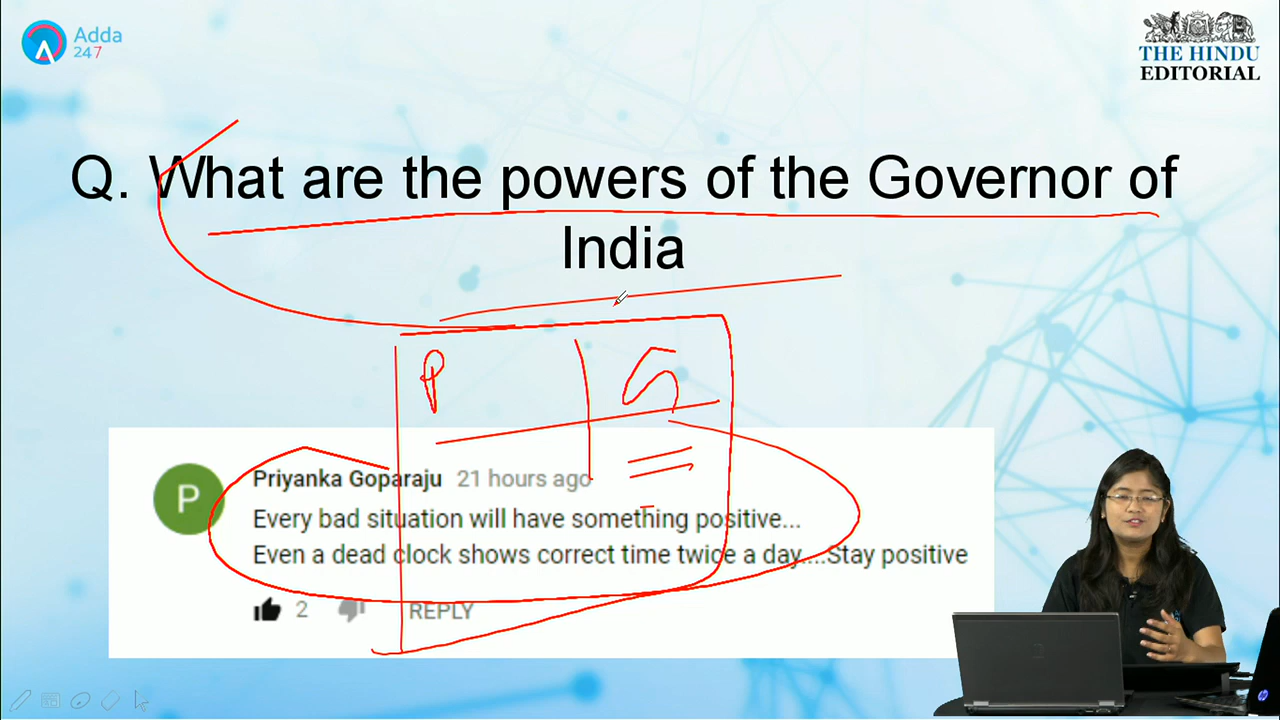 Adda
247
THE HINDU
EDITORIAL
Q. What are the powers of the Governor of
India
P G
P
Priyanka Goparaju 21 hours ago
Every bad situation will have something positive...
Even a dead clock shows correct time twice a day....Stay positive
2 REPLY